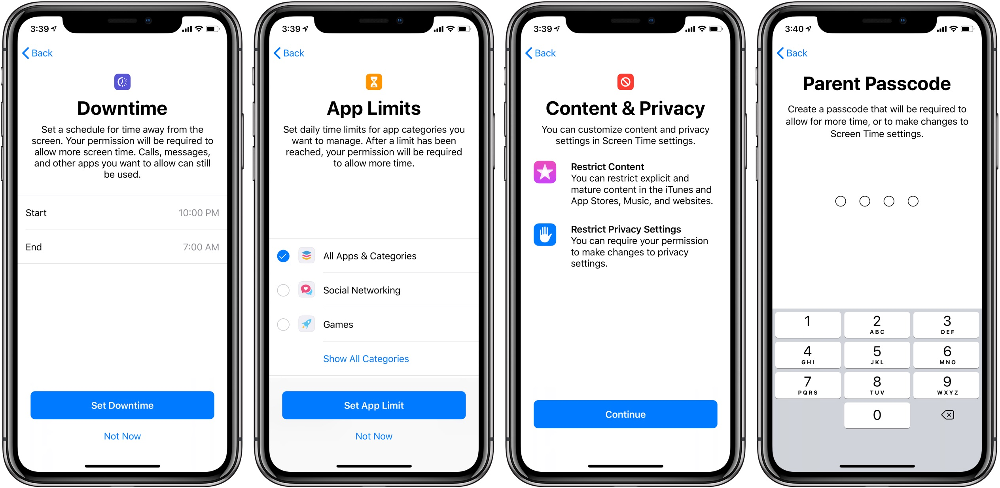 3:39
Back
Downtime
Set a schedule for time away from the
screen. Your permission will be required to
allow more screen time. Calls, messages,
and other apps you want to allow can still
be used.
Start 10:00 PM
End 7:00 AM
Set Downtime
Not Now
3:39
Back
App Limits
Set daily time limits for app categories you
want to manage. After a limit has been
reached, your permission will be required
to allow more time.
All Apps & Categories
Social Networking
Games
Show All Categories
Set App Limit
Not Now
3:39
Back
Content & Privacy
You can customize content and privacy
settings in Screen Time settings.
Restrict Content
You can restrict explicit and
mature content in the iTunes and
App Stores, Music, and websites.
Restrict Privacy Settings
You can require your permission
to make changes to privacy
settings.
Continue
3:40
Back
Parent Passcode
Create a passcode that will be required to
allow for more time, or to make changes to
Screen Time settings.
1 2 3
ABC DEF
4 5 6
GHI JKL MNO
7 8 9
PQRS TUV WXYZ
0